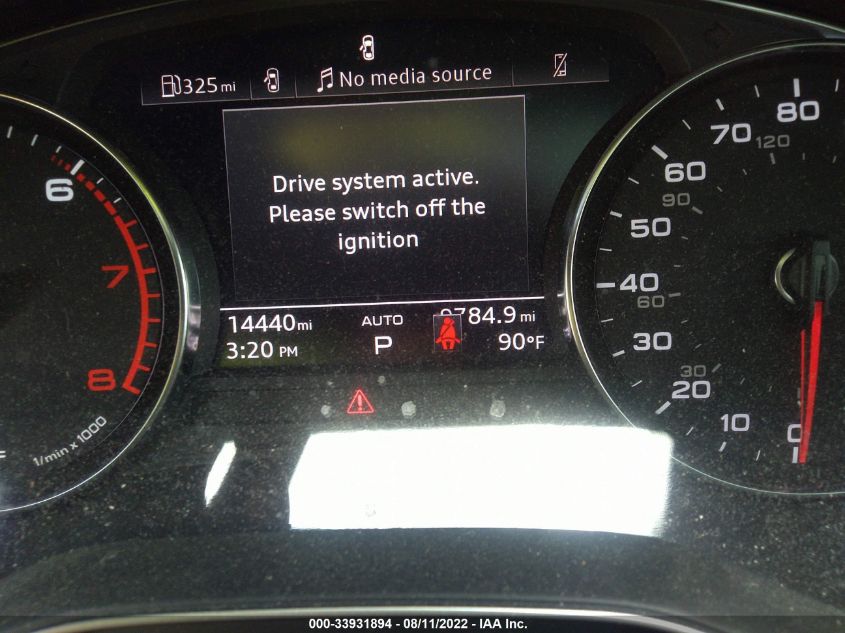 325 mi
No media source
Drive system active.
Please switch off the
ignition
14440 mi
AUTO
784.9 mi
3:20 PM
P
90°F
6
7
8
1/min x 1000
80
70
120
60
90
50
40
60
30
30
20
10
0
000-33931894 - 08/11/2022 - IAA Inc.